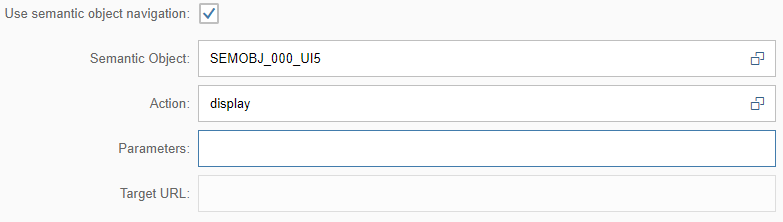 Use semantic object navigation:
Semantic Object: SEMOBJ_000_UI5
Action: display
Parameters:
Target URL: